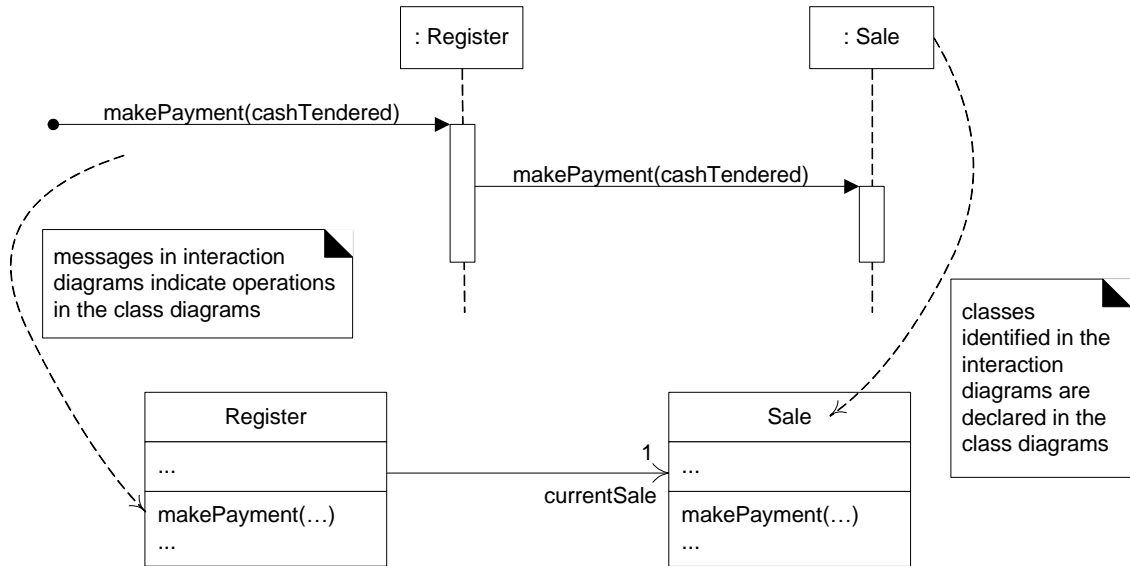 : Register
: Sale
makePayment(cashTendered)
makePayment(cashTendered)
messages in interaction
diagrams indicate operations
in the class diagrams
classes
identified in the
interaction
diagrams are
declared in the
class diagrams
Register
...
makePayment(…)
...
1
currentSale
Sale
...
makePayment(…)
...